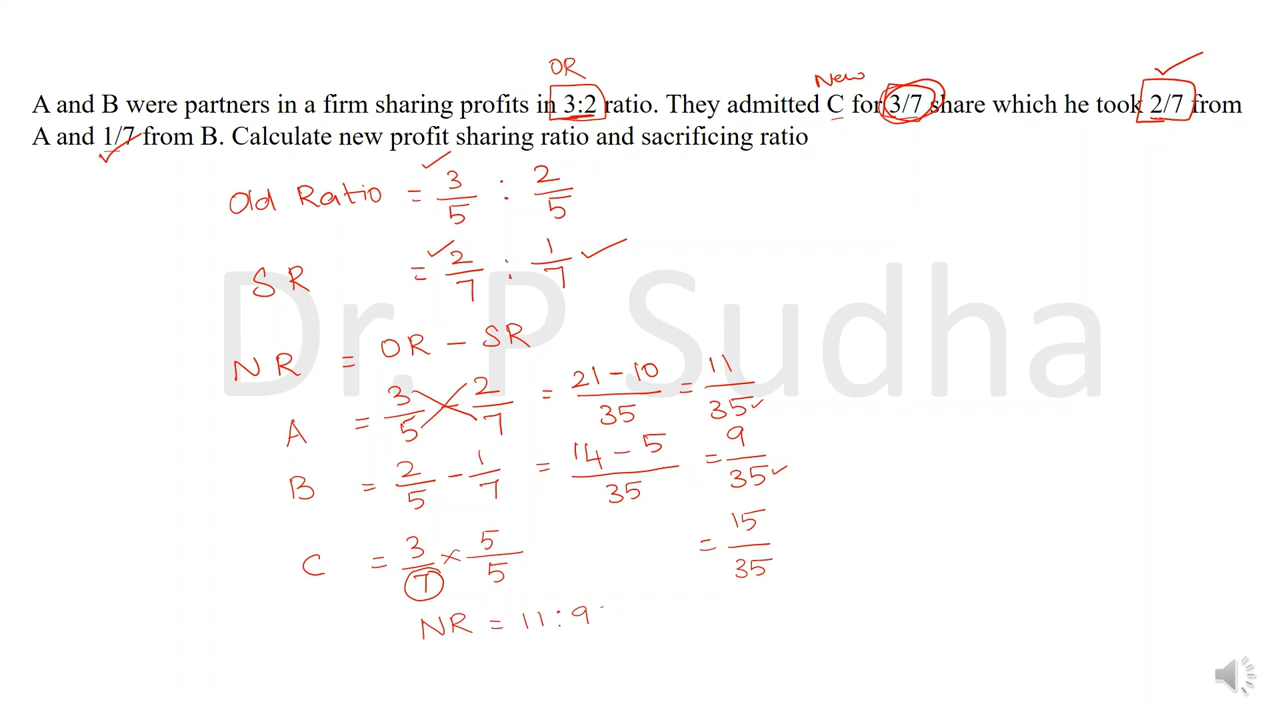 OR
New
A and B were partners in a firm sharing profits in 3:2 ratio. They admitted C for 3/7 share which he took 2/7 from
A and 1/7 from B. Calculate new profit sharing ratio and sacrificing ratio
Old Ratio = 3/5 : 2/5
SR = 2/7 : 1/7
Dr. P Sudha
NR = OR - SR
A = 3/5 - 2/7 = 21 - 10/35 = 11/35
B = 2/5 - 1/7 = 14 - 5/35 = 9/35
C = 3/7 × 5/5 = 15/35
NR = 11:9